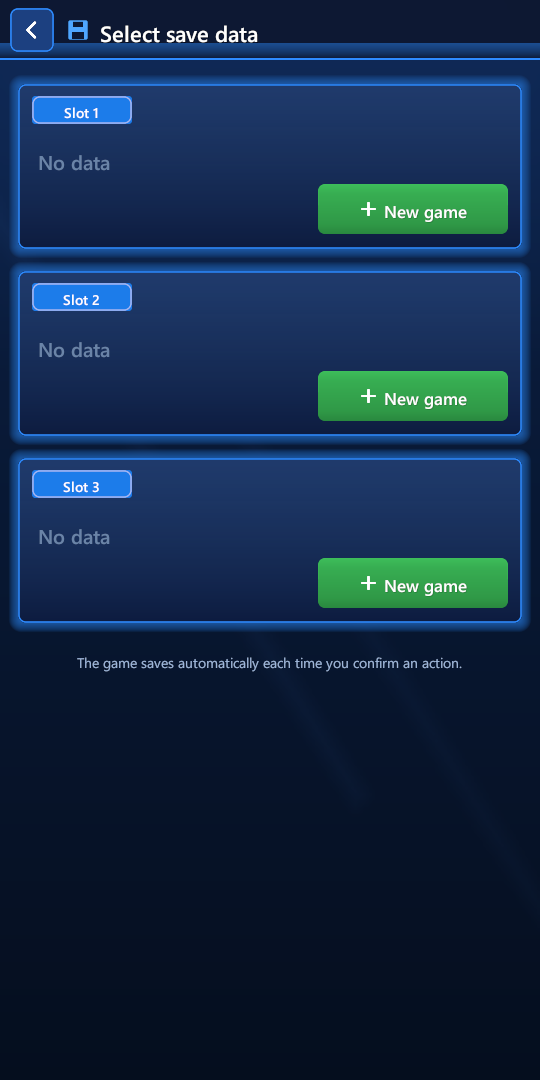 Select save data
Slot 1
No data
+ New game
Slot 2
No data
+ New game
Slot 3
No data
+ New game
The game saves automatically each time you confirm an action.